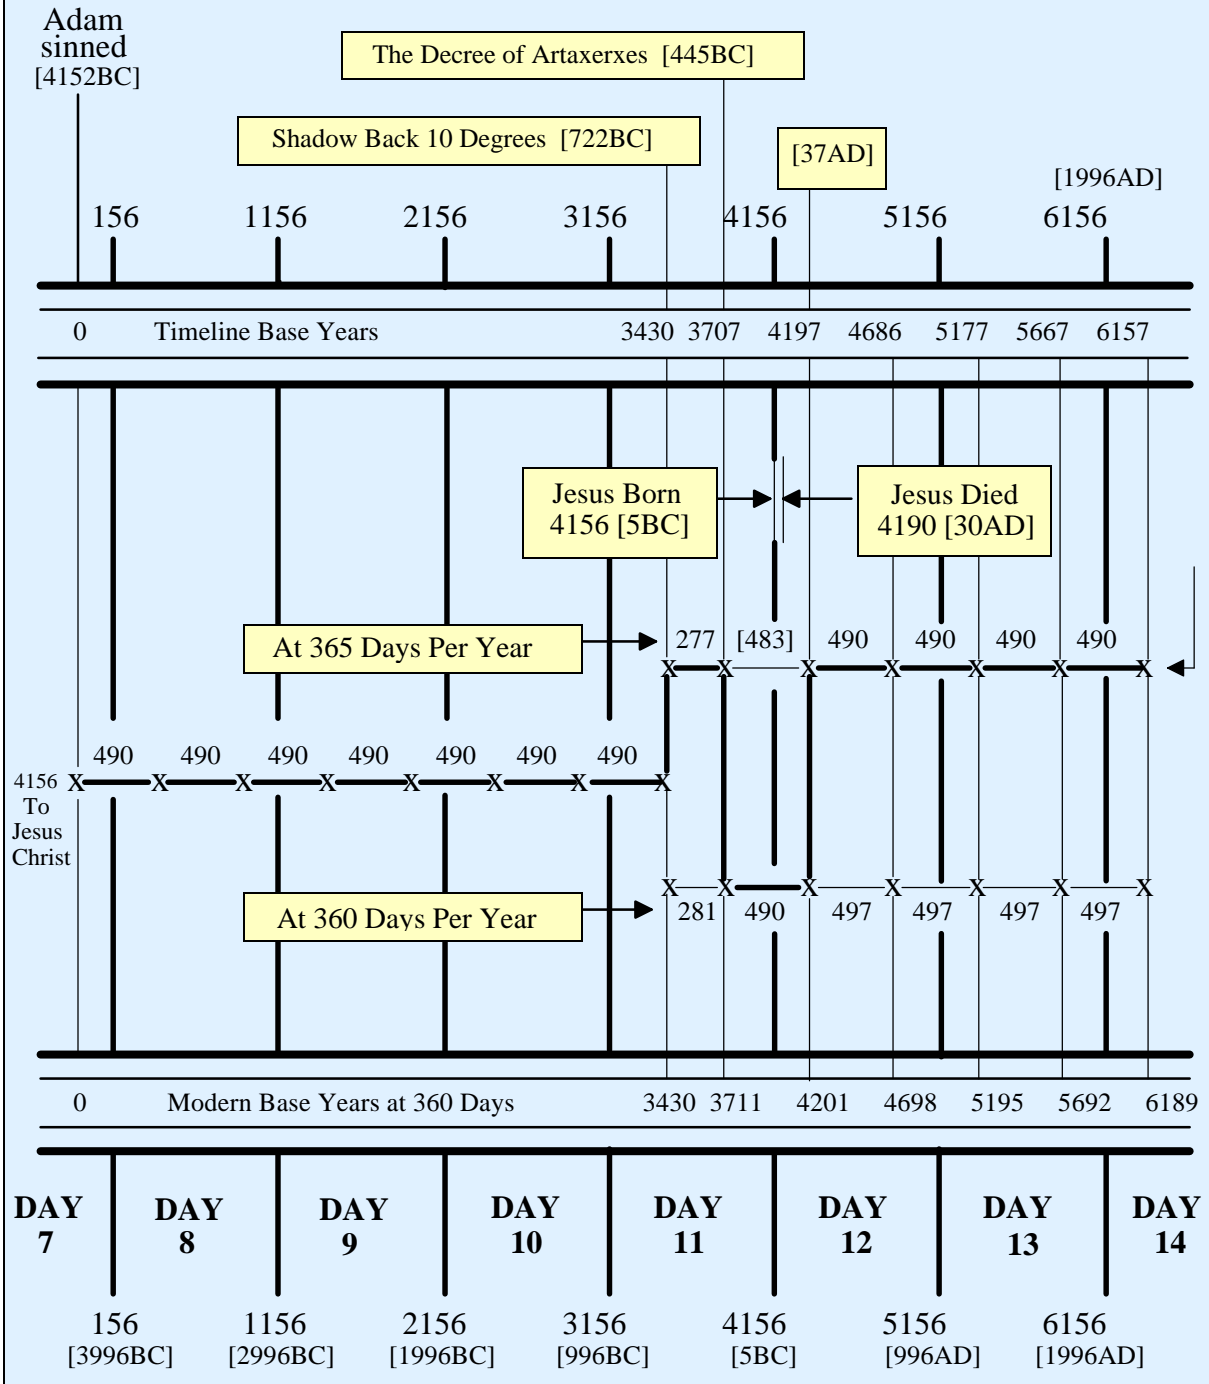 Adam
sinned
[4152BC]
The Decree of Artaxerxes [445BC]
Shadow Back 10 Degrees [722BC]
[37AD]
[1996AD]
156 1156 2156 3156 4156 5156 6156
0 Timeline Base Years 3430 3707 4197 4686 5177 5667 6157
Jesus Born
4156 [5BC]
Jesus Died
4190 [30AD]
At 365 Days Per Year
277 [483] 490 490 490 490
X X X X X X X
490 490 490 490 490 490 490
4156 X X X X X X X X
To
Jesus
Christ
X X X X X X X
At 360 Days Per Year
281 490 497 497 497 497
0 Modern Base Years at 360 Days 3430 3711 4201 4698 5195 5692 6189
DAY DAY DAY DAY DAY DAY DAY DAY
7 8 9 10 11 12 13 14
156 1156 2156 3156 4156 5156 6156
[3996BC] [2996BC] [1996BC] [996BC] [5BC] [996AD] [1996AD]